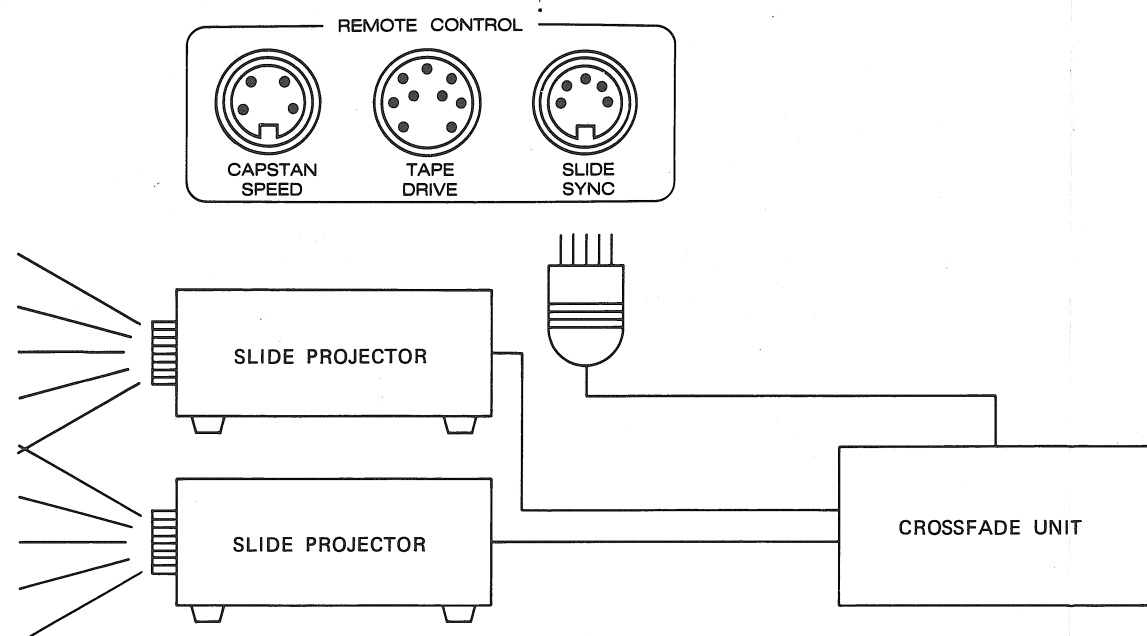 REMOTE CONTROL
CAPSTAN
SPEED
TAPE
DRIVE
SLIDE
SYNC
SLIDE PROJECTOR
SLIDE PROJECTOR
CROSSFADE UNIT